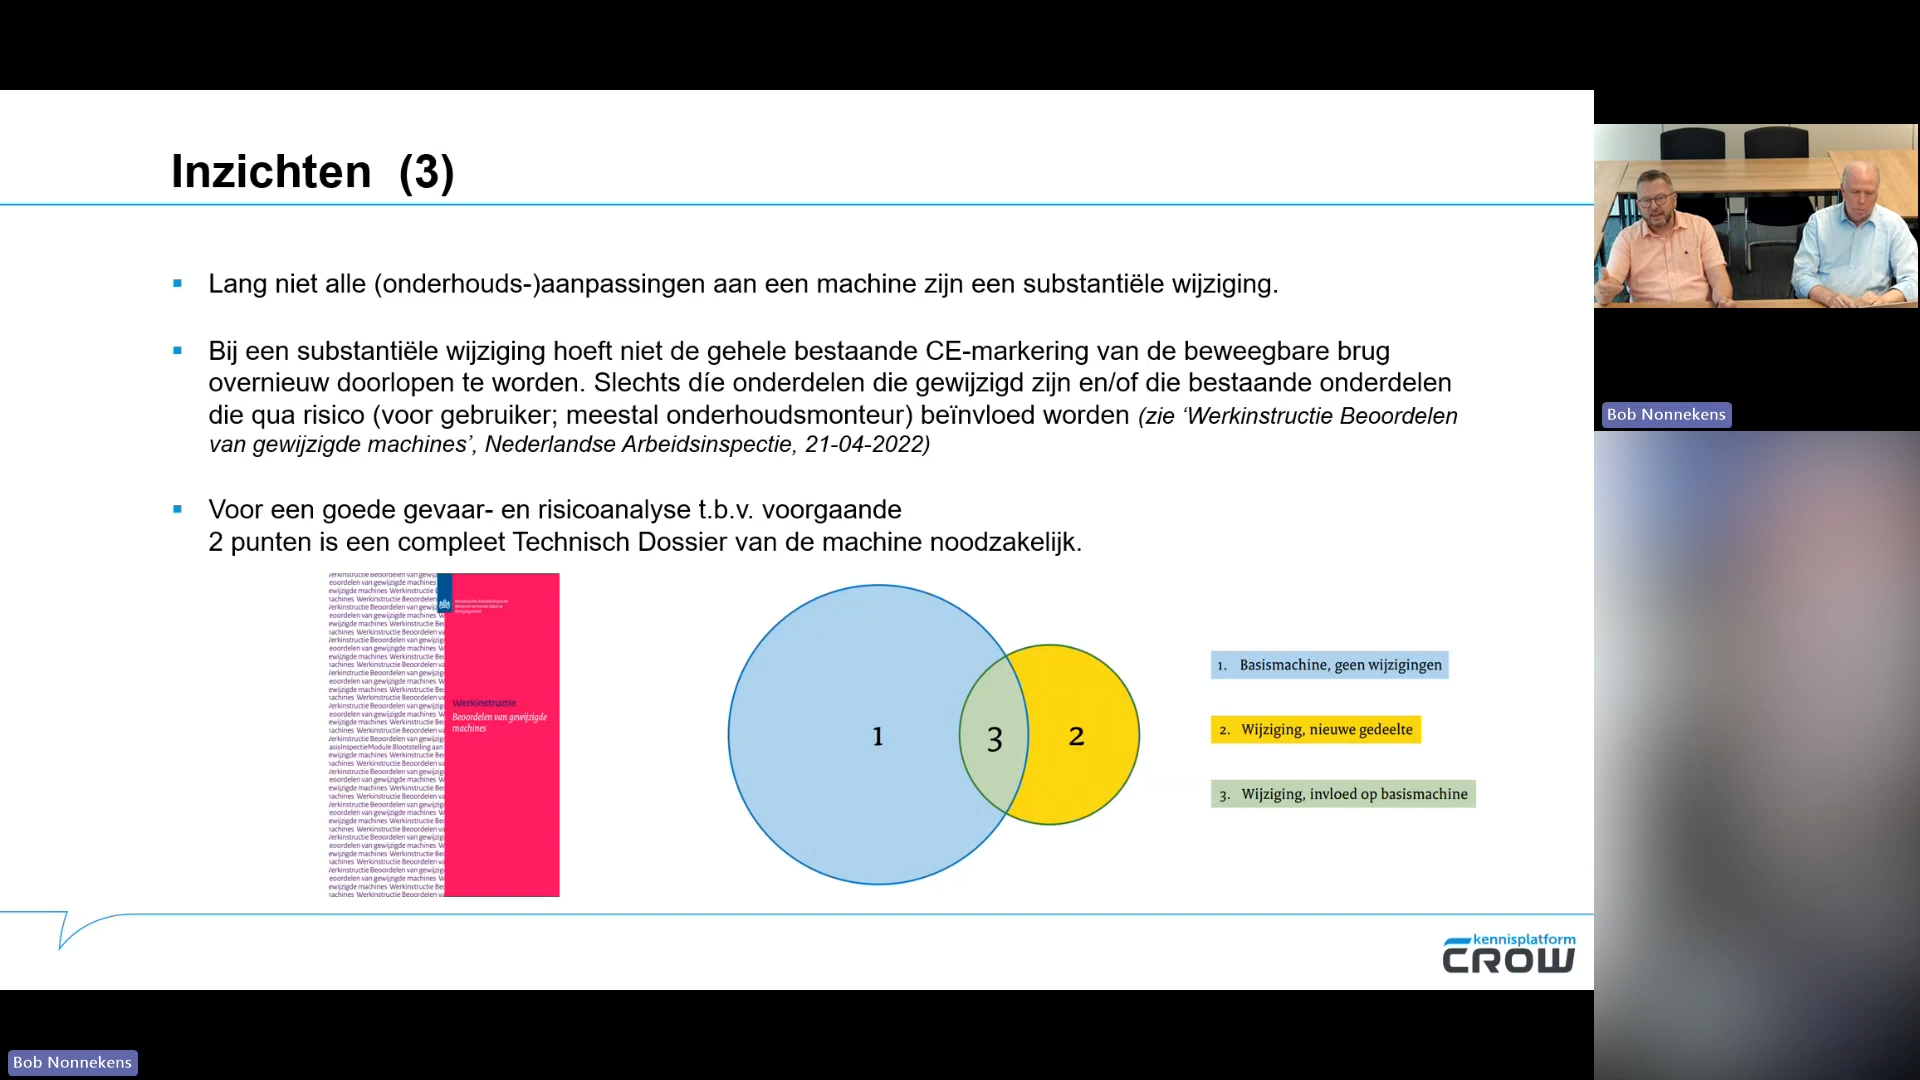 Inzichten (3)
Lang niet alle (onderhouds-)aanpassingen aan een machine zijn een substantiële wijziging.
Bij een substantiële wijziging hoeft niet de gehele bestaande CE-markering van de beweegbare brug
overnieuw doorlopen te worden. Slechts díe onderdelen die gewijzigd zijn en/of die bestaande onderdelen
die qua risico (voor gebruiker; meestal onderhoudsmonteur) beïnvloed worden (zie ‘Werkinstructie Beoordelen
van gewijzigde machines’, Nederlandse Arbeidsinspectie, 21-04-2022)
Voor een goede gevaar- en risicoanalyse t.b.v. voorgaande
2 punten is een compleet Technisch Dossier van de machine noodzakelijk.
Werkinstructie
Beoordelen van gewijzigde
machines
1
3
2
1. Basismachine, geen wijzigingen
2. Wijziging, nieuwe gedeelte
3. Wijziging, invloed op basismachine
kennisplatform
CROW
Bob Nonnekens
Bob Nonnekens